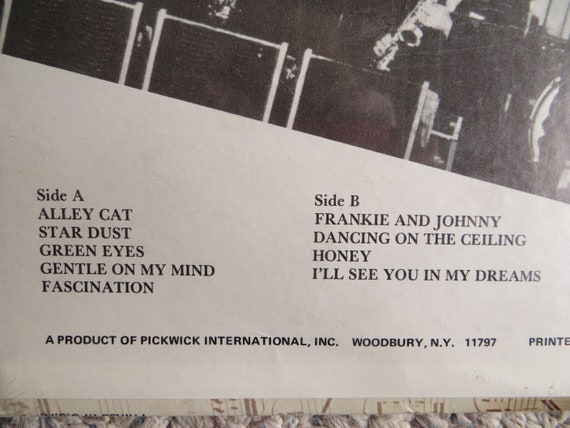 Side A
ALLEY CAT
STAR DUST
GREEN EYES
GENTLE ON MY MIND
FASCINATION
Side B
FRANKIE AND JOHNNY
DANCING ON THE CEILING
HONEY
I'LL SEE YOU IN MY DREAMS
A PRODUCT OF PICKWICK INTERNATIONAL, INC. WOODBURY, N.Y. 11797 PRINTE